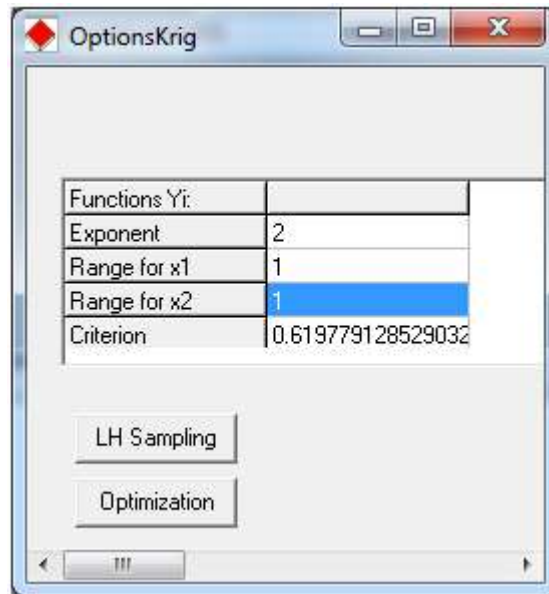 OptionsKrig
Functions Yi:
Exponent 2
Range for x1 1
Range for x2 1
Criterion 0.619779128529032
LH Sampling
Optimization